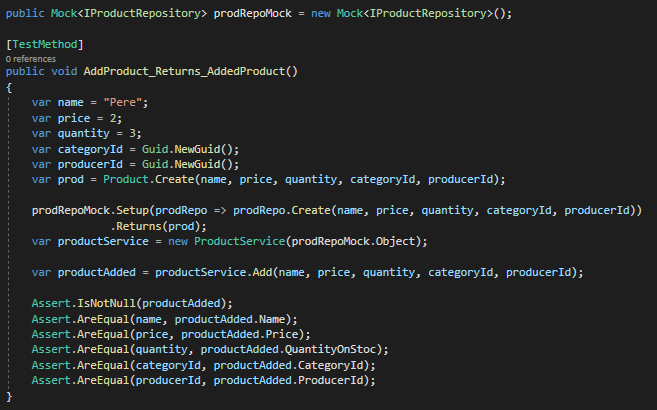 public Mock<IProductRepository> prodRepoMock = new Mock<IProductRepository>();
[TestMethod]
0 references
public void AddProduct_Returns_AddedProduct()
{
var name = "Pere";
var price = 2;
var quantity = 3;
var categoryId = Guid.NewGuid();
var producerId = Guid.NewGuid();
var prod = Product.Create(name, price, quantity, categoryId, producerId);
prodRepoMock.Setup(prodRepo => prodRepo.Create(name, price, quantity, categoryId, producerId))
.Returns(prod);
var productService = new ProductService(prodRepoMock.Object);
var productAdded = productService.Add(name, price, quantity, categoryId, producerId);
Assert.IsNotNull(productAdded);
Assert.AreEqual(name, productAdded.Name);
Assert.AreEqual(price, productAdded.Price);
Assert.AreEqual(quantity, productAdded.QuantityOnStoc);
Assert.AreEqual(categoryId, productAdded.CategoryId);
Assert.AreEqual(producerId, productAdded.ProducerId);
}